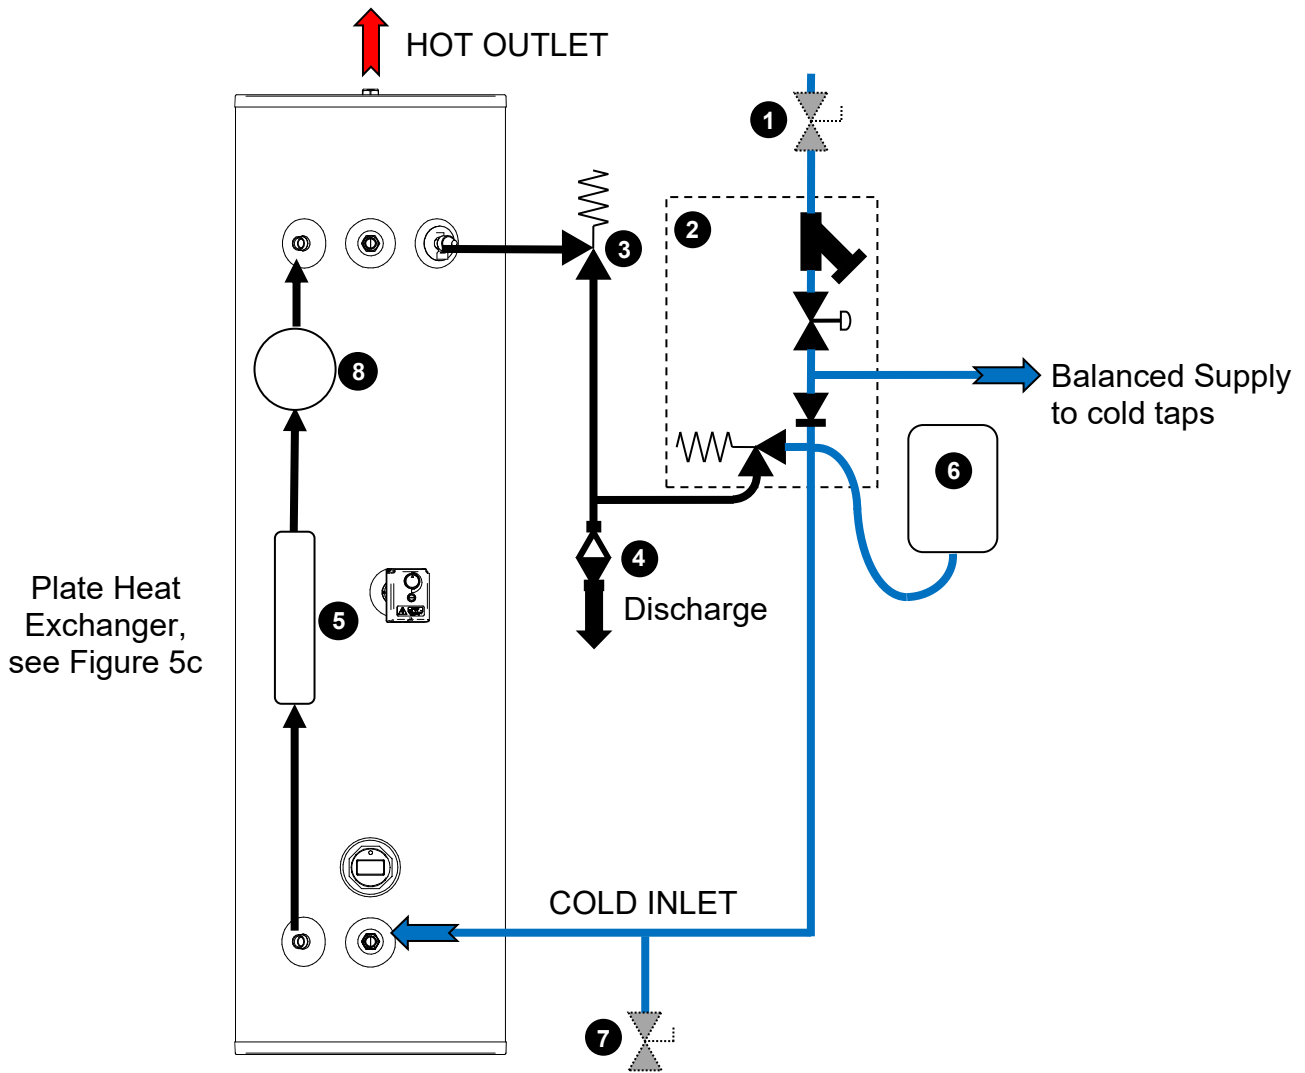 HOT OUTLET
1
2
3
8
Balanced Supply
to cold taps
6
4
Discharge
Plate Heat
Exchanger,
see Figure 5c
5
COLD INLET
7